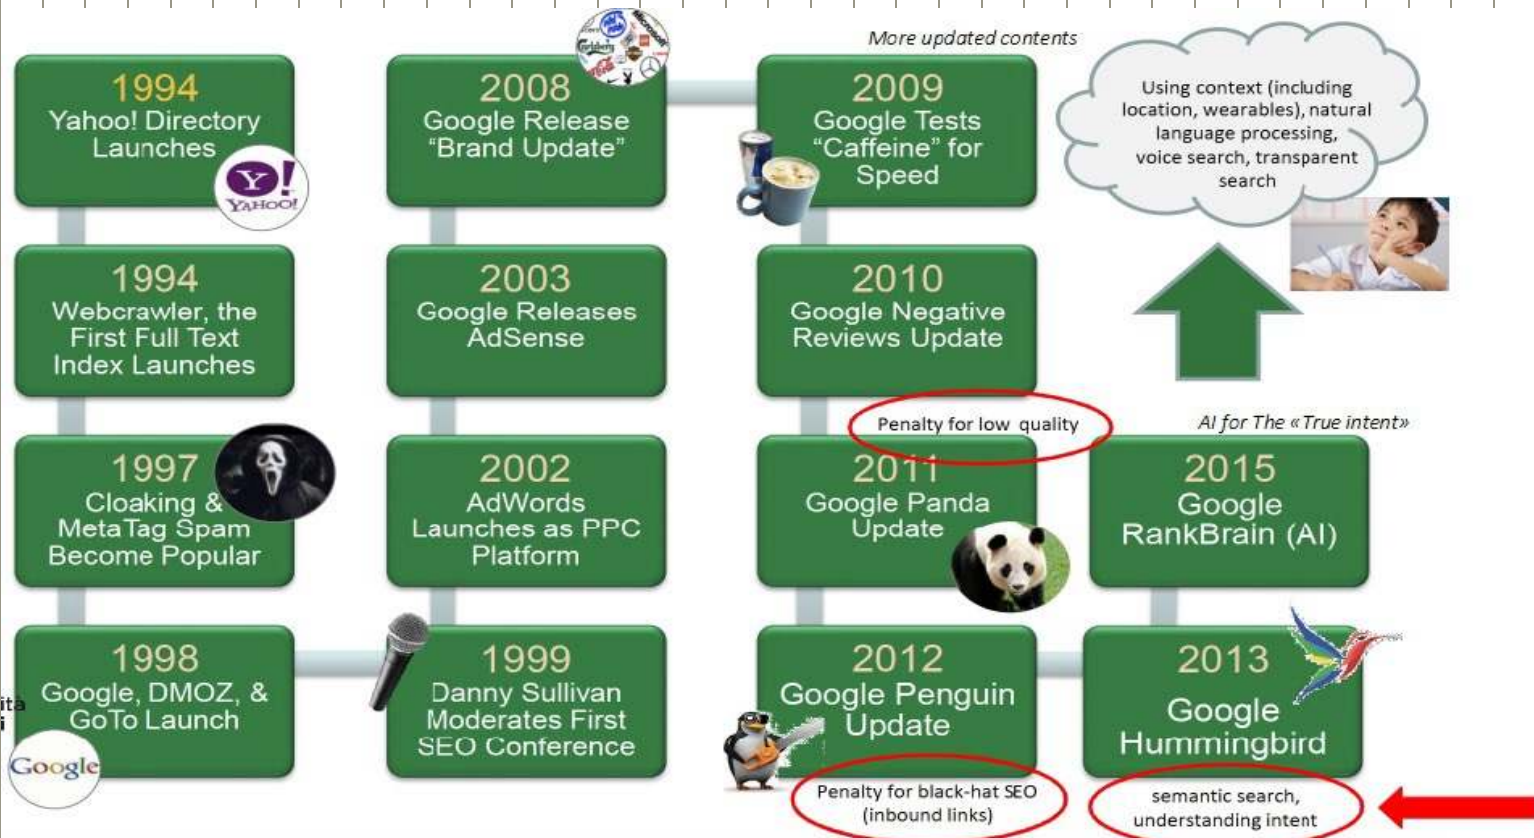 1994
Yahoo! Directory
Launches
Y!
YAHOO!
1994
Webcrawler, the
First Full Text
Index Launches
1997
Cloaking &
MetaTag Spam
Become Popular
1998
Google, DMOZ, &
GoTo Launch
ità
i
Google
1999
Danny Sullivan
Moderates First
SEO Conference
2002
AdWords
Launches as PPC
Platform
2003
Google Releases
AdSense
2008
Google Release
“Brand Update”
Microsoft
Carlsberg
More updated contents
2009
Google Tests
“Caffeine” for
Speed
2010
Google Negative
Reviews Update
Penalty for low quality
2011
Google Panda
Update
2012
Google Penguin
Update
Penalty for black-hat SEO
(inbound links)
2013
Google
Hummingbird
semantic search,
understanding intent
AI for The «True intent»
2015
Google
RankBrain (AI)
Using context (including
location, wearables), natural
language processing,
voice search, transparent
search